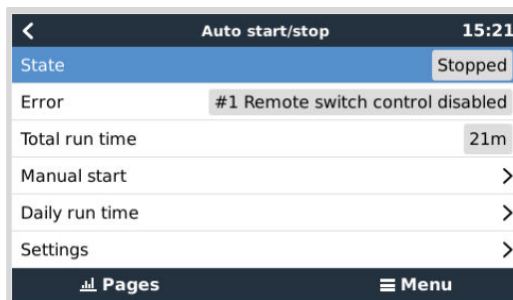 Auto start/stop 15:21
State Stopped
Error #1 Remote switch control disabled
Total run time 21m
Manual start
Daily run time
Settings
Pages Menu